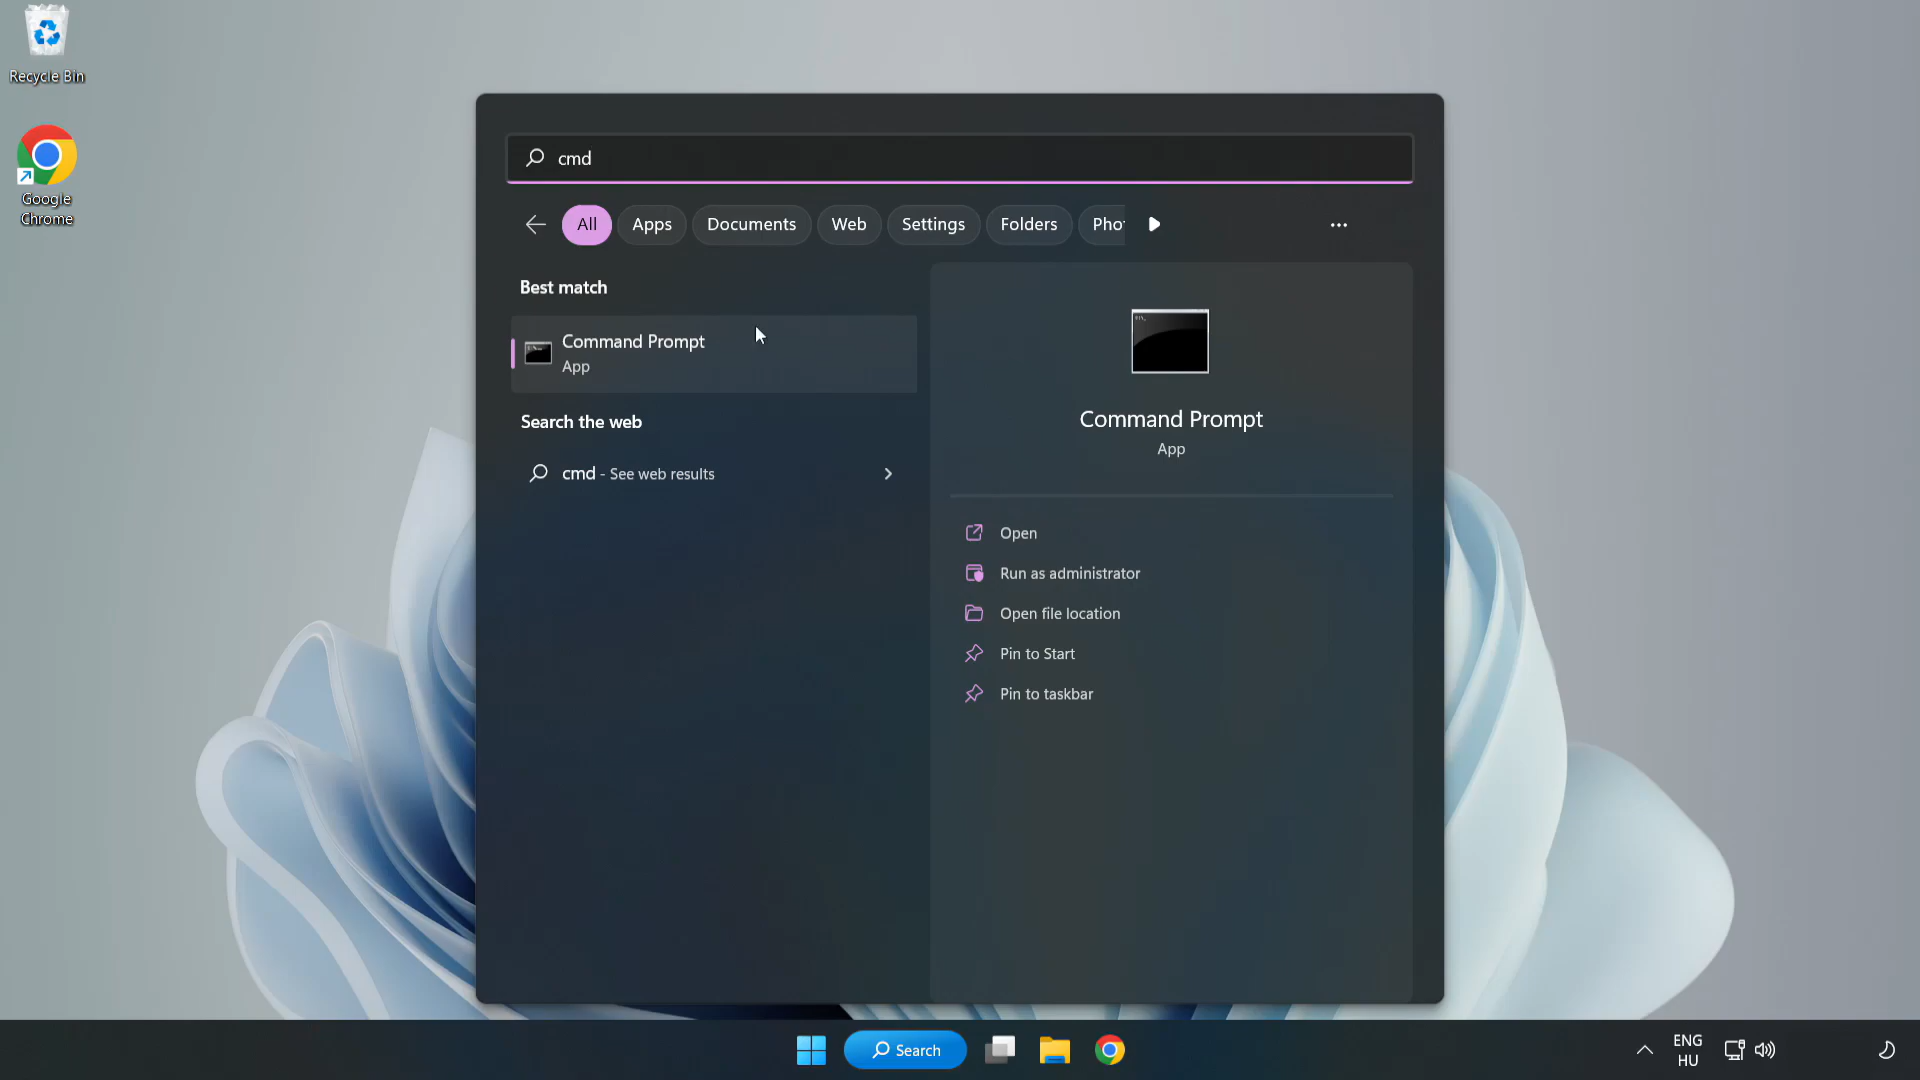 Recycle Bin
Google
Chrome
cmd
All
Apps
Documents
Web
Settings
Folders
Pho
Best match
Command Prompt
App
Search the web
cmd - See web results
Command Prompt
App
Open
Run as administrator
Open file location
Pin to Start
Pin to taskbar
Search
ENG
HU